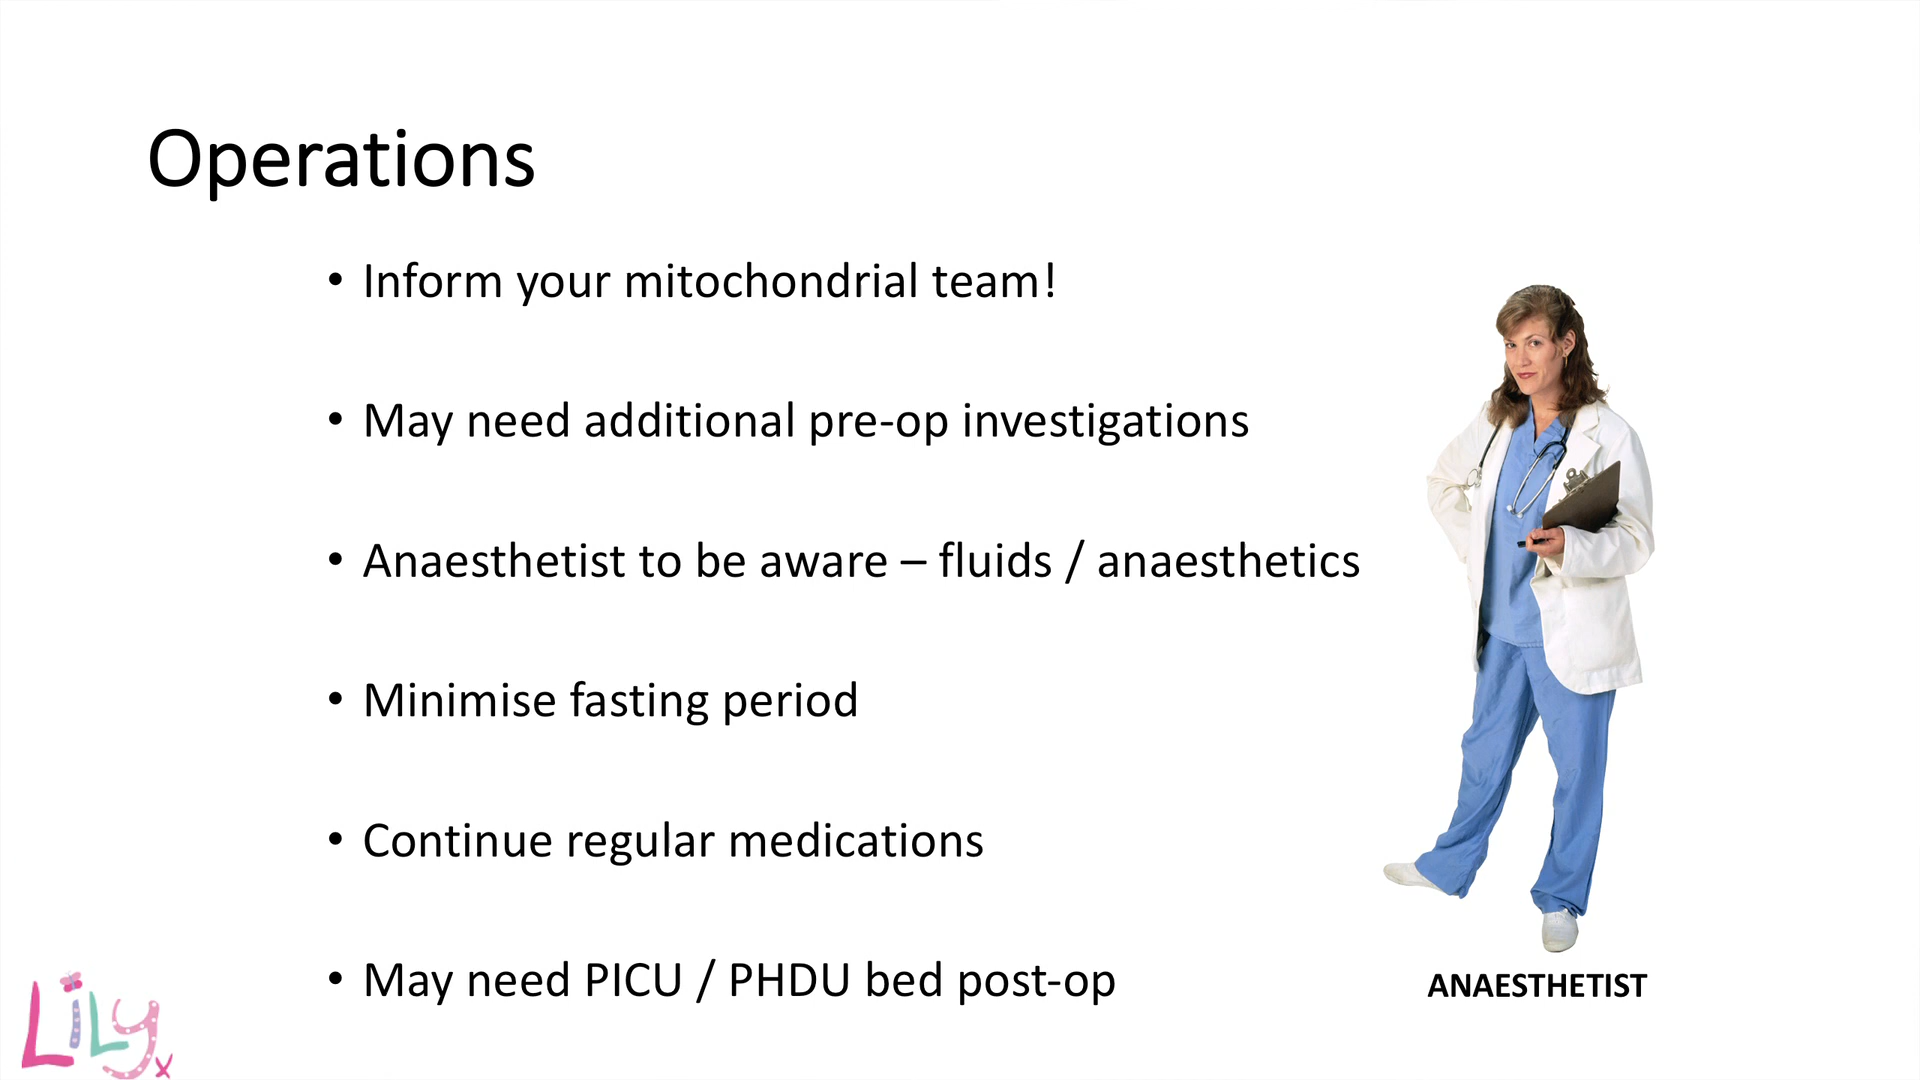 Operations
• Inform your mitochondrial team!
• May need additional pre-op investigations
• Anaesthetist to be aware – fluids / anaesthetics
• Minimise fasting period
• Continue regular medications
• May need PICU / PHDU bed post-op
ANAESTHETIST
LiLy x